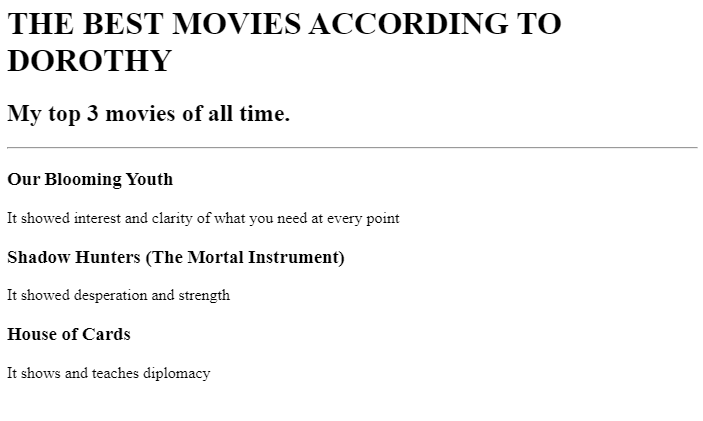 THE BEST MOVIES ACCORDING TO
DOROTHY
My top 3 movies of all time.
Our Blooming Youth
It showed interest and clarity of what you need at every point
Shadow Hunters (The Mortal Instrument)
It showed desperation and strength
House of Cards
It shows and teaches diplomacy